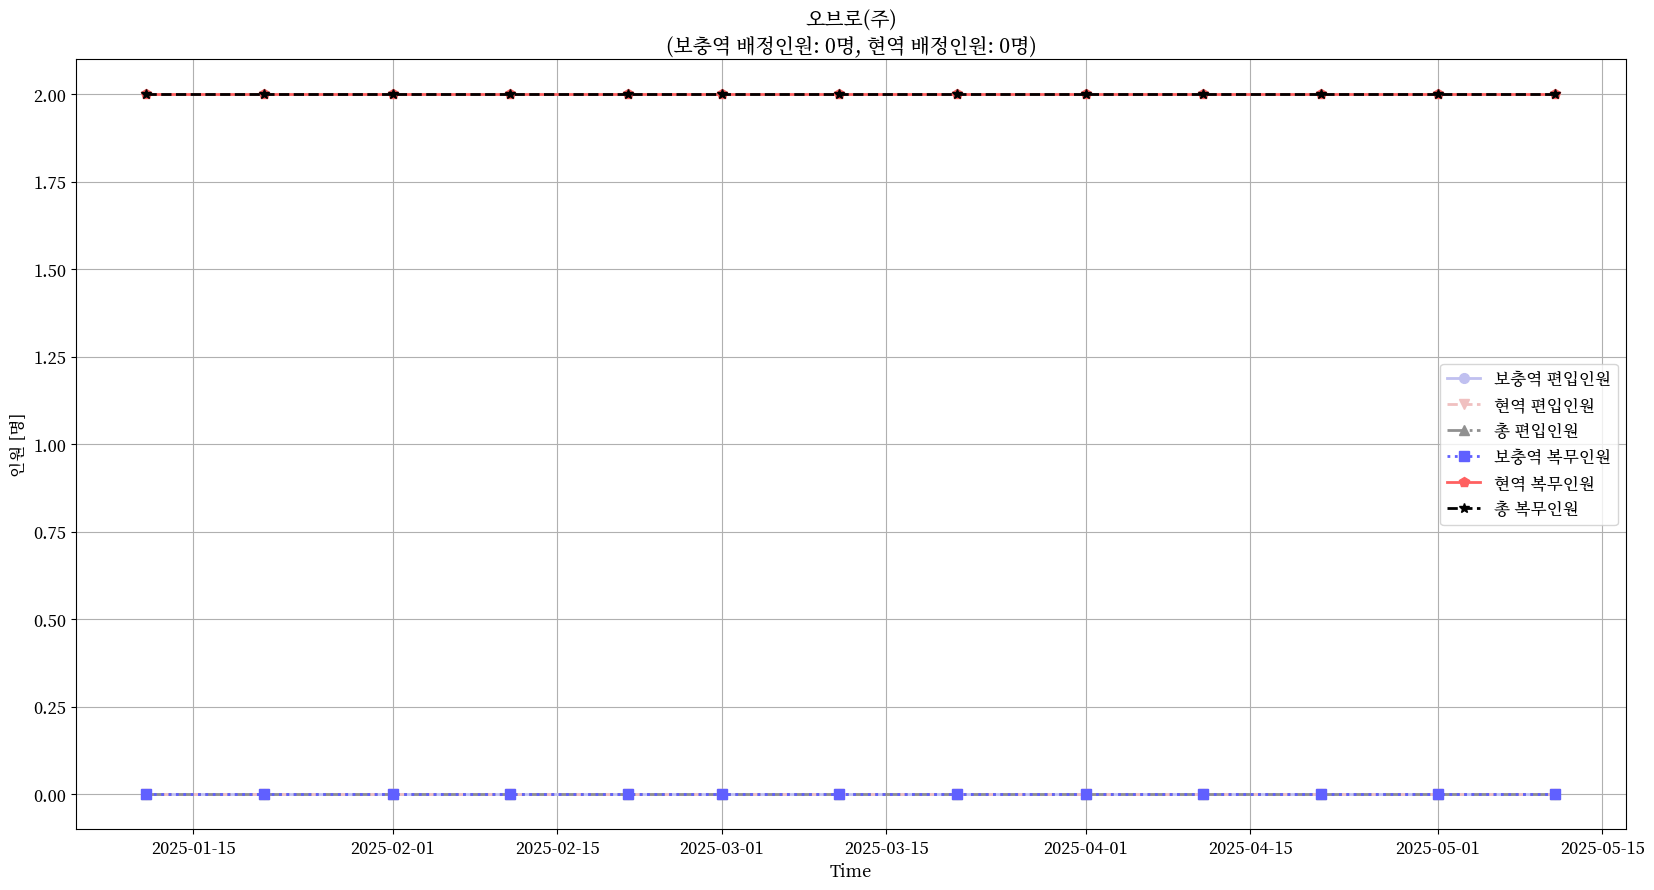 오브로(주)
(보충역 배정인원: 0명, 현역 배정인원: 0명)
2.00
1.75
1.50
1.25
1.00
0.75
0.50
0.25
0.00
인원 [명]
보충역 편입인원
현역 편입인원
총 편입인원
보충역 복무인원
현역 복무인원
총 복무인원
2025-01-15
2025-02-01
2025-02-15
2025-03-01
2025-03-15
2025-04-01
2025-04-15
2025-05-01
2025-05-15
Time